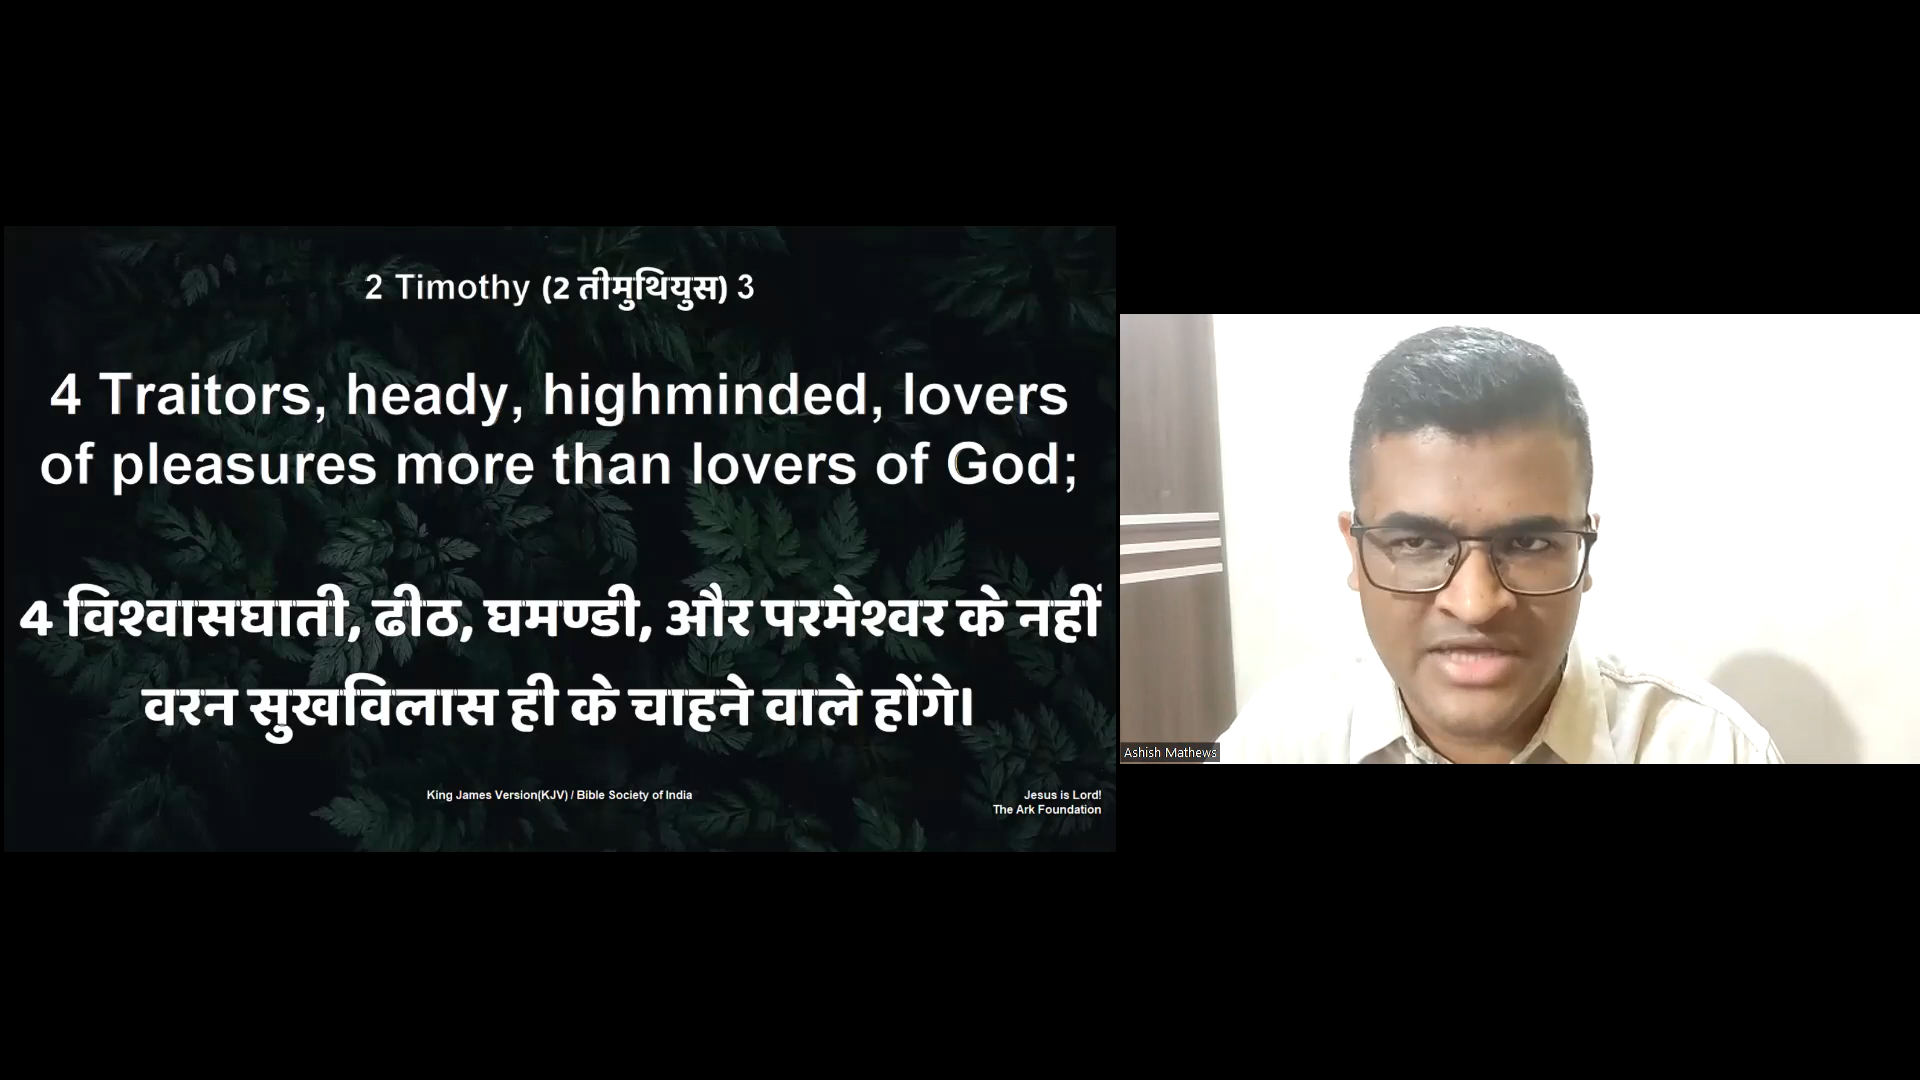 2 Timothy (2 तीमुथियुस) 3
4 Traitors, heady, highminded, lovers
of pleasures more than lovers of God;
4 विश्वासघाती, ढीठ, घमण्डी, और परमेश्वर के नहीं
वरन सुखविलास ही के चाहने वाले होंगे।
King James Version(KJV) / Bible Society of India
Jesus is Lord!
The Ark Foundation
Ashish Mathews